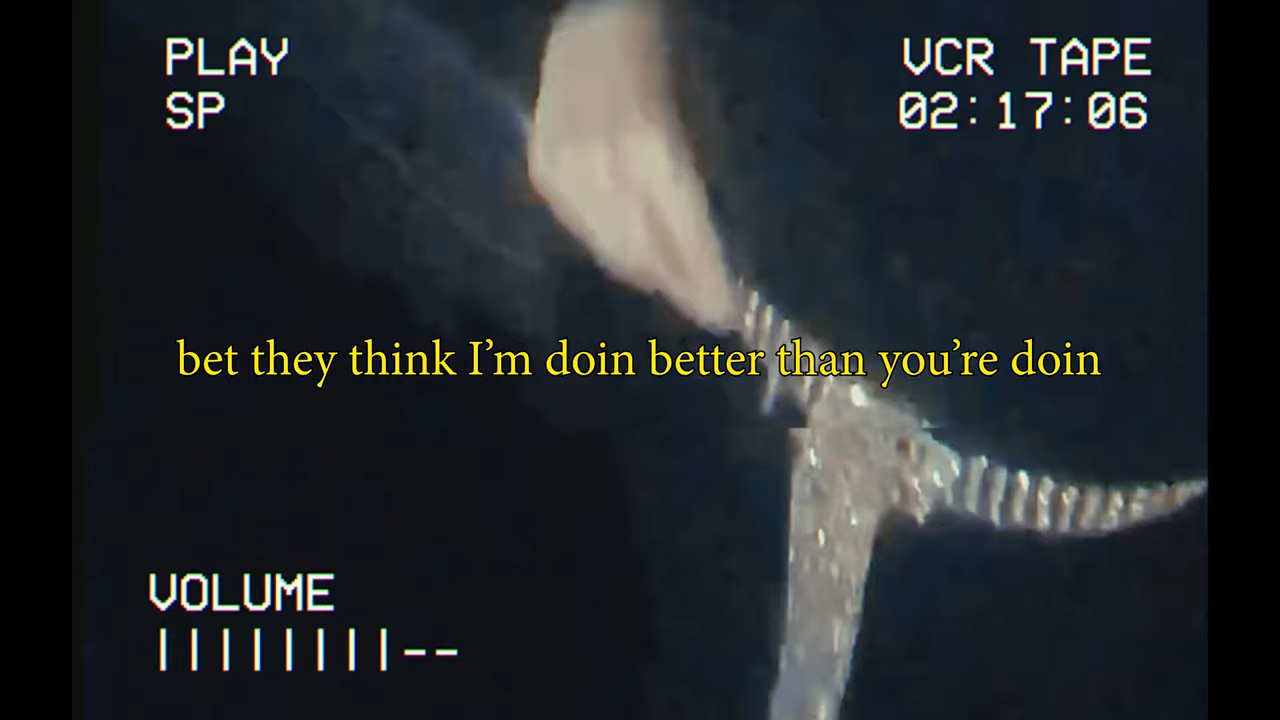 PLAY
SP
VCR TAPE
02:17:06
bet they think I’m doin better than you’re doin
VOLUME
||||||||--